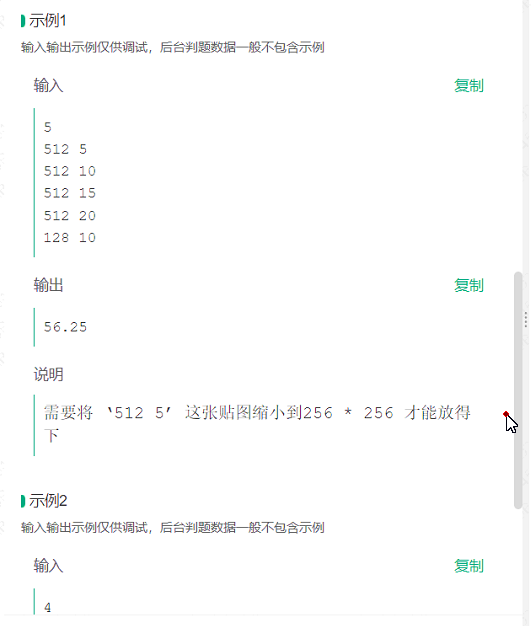 示例1
输入输出示例仅供调试，后台判题数据一般不包含示例
输入
复制
5
512 5
512 10
512 15
512 20
128 10
输出
复制
56.25
说明
需要将 ‘512 5’ 这张贴图缩小到256 * 256 才能放得
下
示例2
输入输出示例仅供调试，后台判题数据一般不包含示例
输入
复制
4